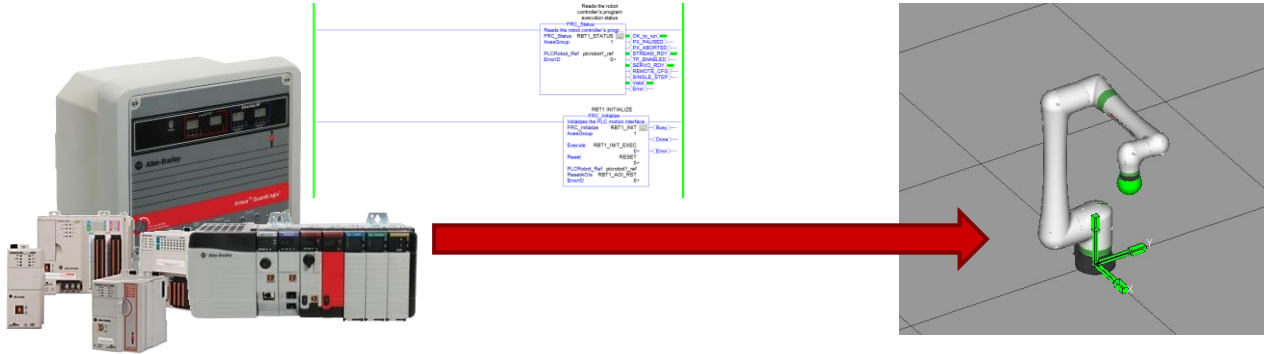 Reads the robot
controller's program
execution status
FRC_Status
Reads the robot controller's progr...
FRC_Status RBT1_STATUS
AxesGroup 1
PLCRobot_Ref plcrobot1_ref
ErrorID 0
OK_to_run
PX_PAUSED
PX_ABORTED
STREAM_RDY
TP_ENABLED
SERVO_RDY
REMOTE_CFG
SINGLE_STEP
Valid
Error
RBT1 INITIALIZE
FRC_Initialize
Initializes the PLC motion interface
FRC_Initialize RBT1_INIT
AxesGroup 1
Execute RBT1_INIT_EXEC
0
Reset RESET
0
PLCRobot_Ref plcrobot1_ref
ResetAOIs RBT1_AOI_RST
ErrorID 0
Busy
Done
Error
Allen-Bradley
Armor™ GuardLogix®
Allen-Bradley
Y
X